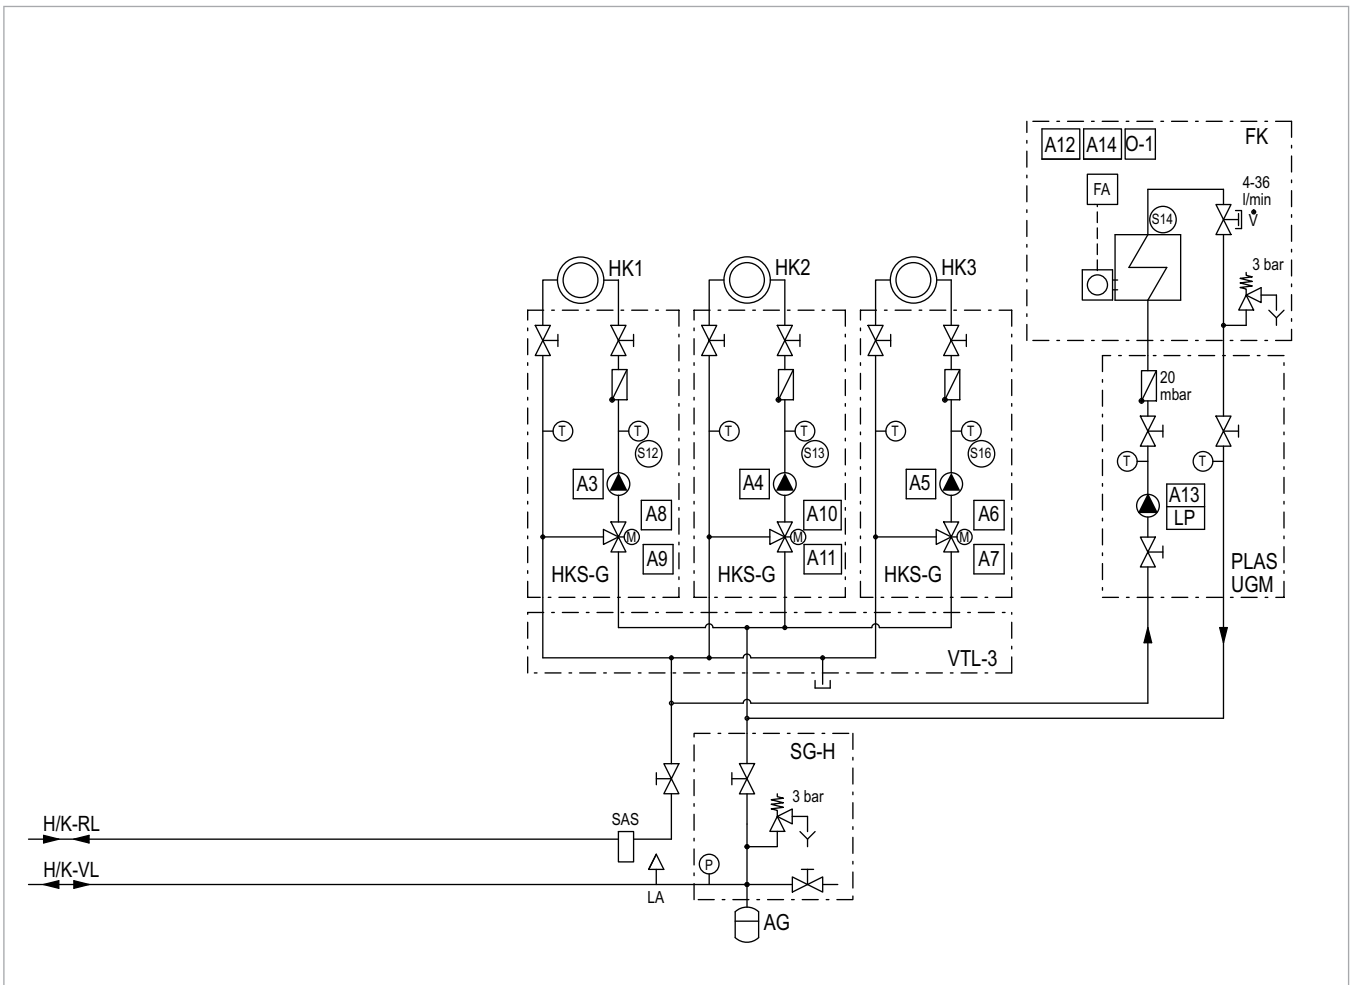 FK
A12 A14 O-1
FA
S14
4-36
l/min
V̇
3 bar
HK1
HK2
HK3
20
mbar
T
T
T
T
T
T
S12
S13
S16
T
T
A3
A4
A5
A13
LP
A8
A10
A6
M
M
M
A9
A11
A7
HKS-G
HKS-G
HKS-G
PLAS
UGM
VTL-3
SG-H
3 bar
H/K-RL
SAS
H/K-VL
P
LA
AG